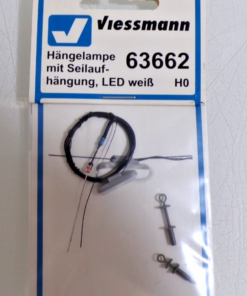 Viessmann
Hängelampe 63662
mit Seilauf-
hängung, LED weiß H0